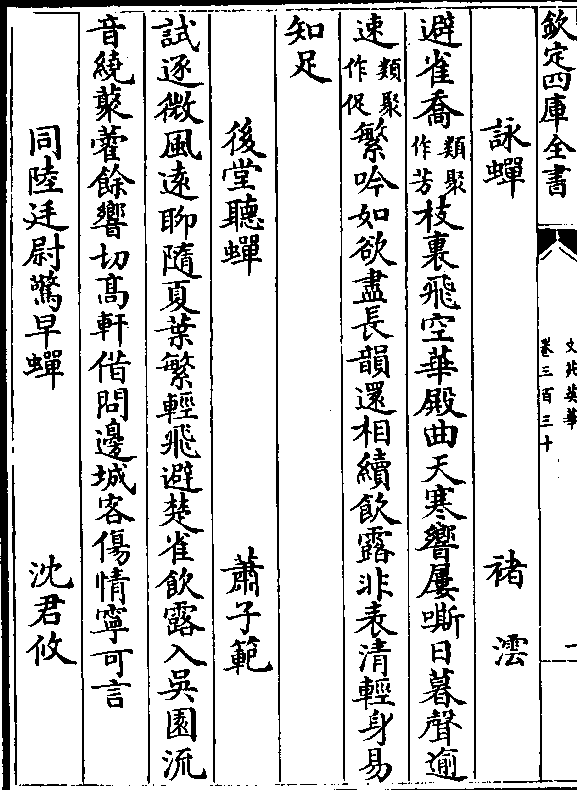 欽定四庫全書
文苑英華
卷三百三十
詠蟬 褚澐
避雀喬類聚作芳枝裏飛空華殿曲天寒響屢嘶日暮聲逾
速類聚作促繁吟如欲盡長韻還相續飲露非表清輕身易
知足
後堂聽蟬 蕭子範
試逐微風遠聊隨夏葉繁輕飛避楚雀飲露入吳園流
音繞藂藿餘響切髙軒借問邊城客傷情寧可言
同陸廷尉驚早蟬 沈君攸